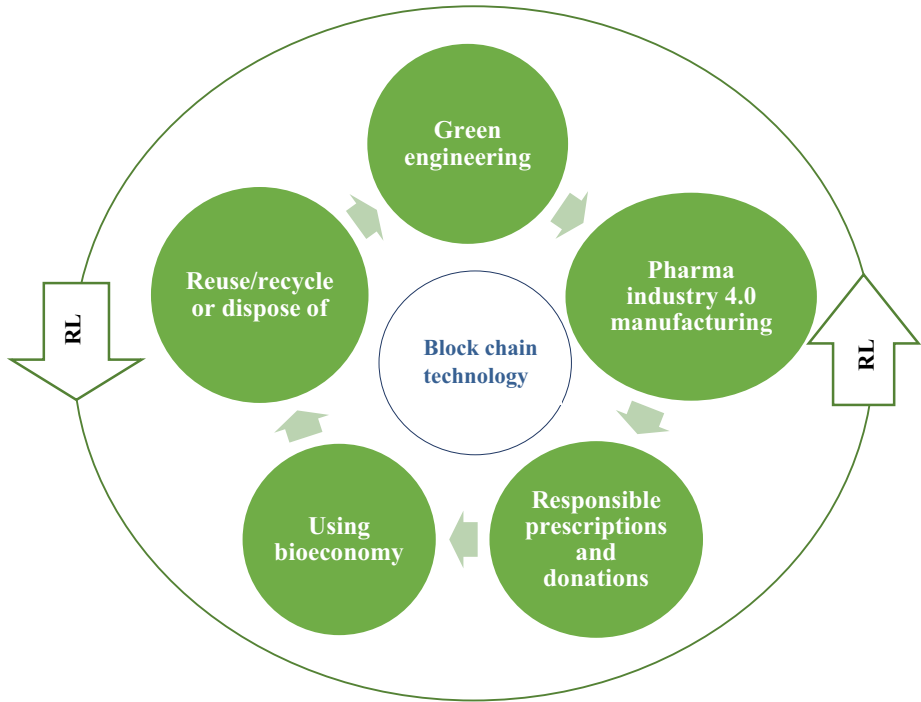 Green
engineering
Pharma
industry 4.0
manufacturing
Responsible
prescriptions
and
donations
Using
bioeconomy
Reuse/recycle
or dispose of
Block chain
technology
RL
RL